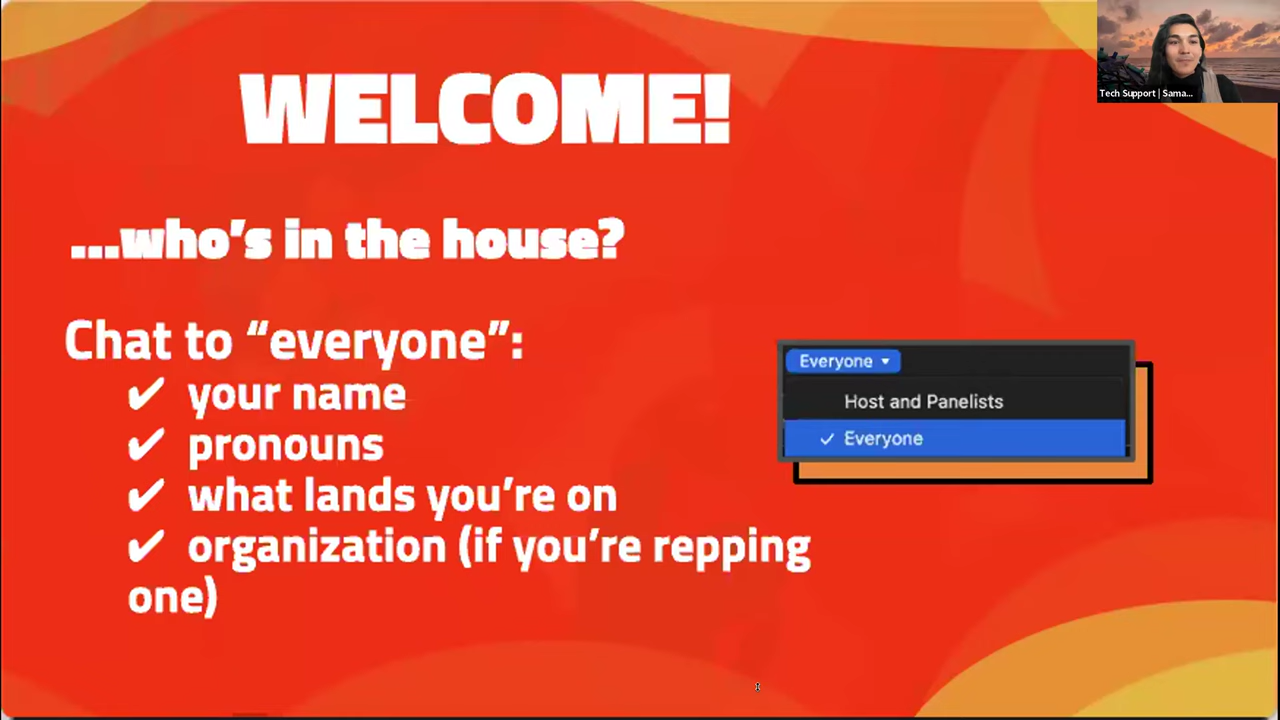 WELCOME!
Tech Support | Sama...
...who's in the house?
Chat to “everyone”:
✔ your name
✔ pronouns
✔ what lands you're on
✔ organization (if you're repping
one)
Everyone ▼
Host and Panelists
✓ Everyone